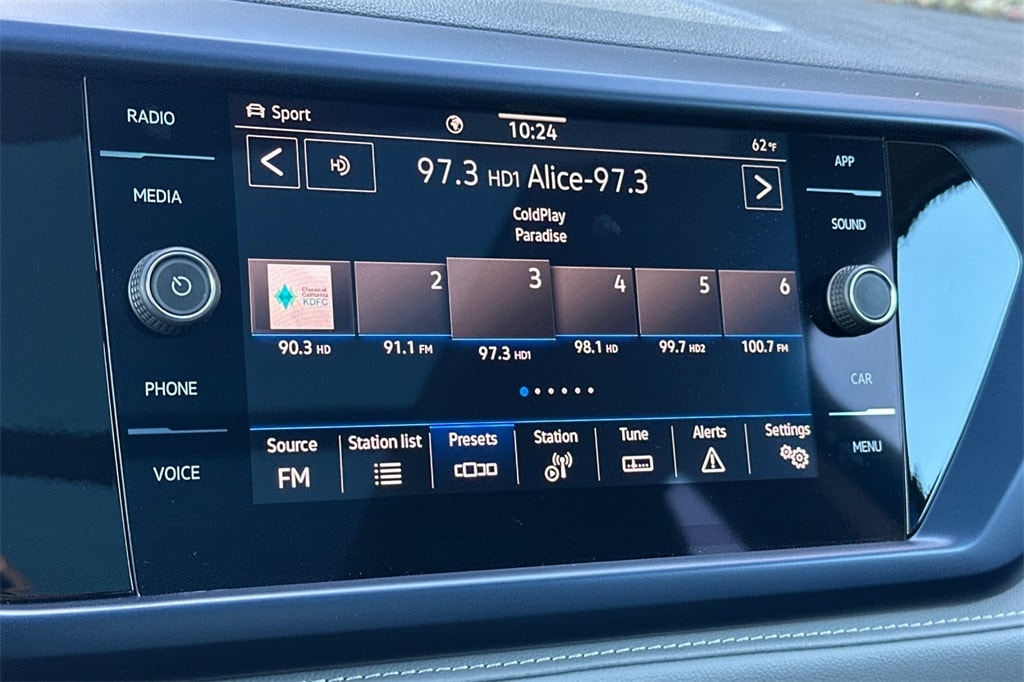 RADIO
MEDIA
PHONE
VOICE
Sport
10:24
62°F
HD
97.3 HD1 Alice-97.3
ColdPlay
Paradise
Classical
California
KDFC
2
3
4
5
6
90.3 HD
91.1 FM
97.3 HD1
98.1 HD
99.7 HD2
100.7 FM
Source
FM
Station list
Presets
Station
Tune
Alerts
Settings
APP
SOUND
CAR
MENU